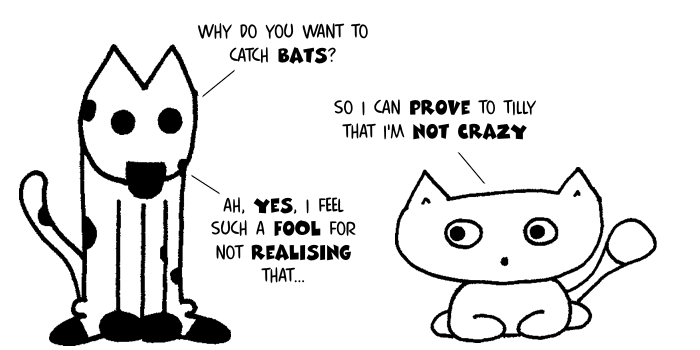 WHY DO YOU WANT TO
CATCH BATS?
SO I CAN PROVE TO TILLY
THAT I'M NOT CRAZY
AH, YES, I FEEL
SUCH A FOOL FOR
NOT REALISING
THAT...